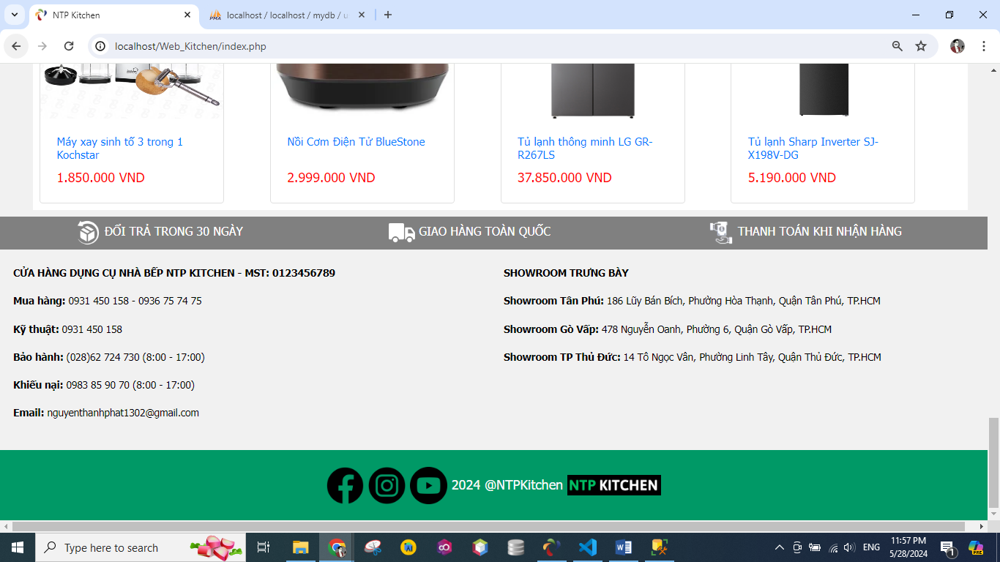 NTP Kitchen
localhost / localhost / mydb / u
localhost/Web_Kitchen/index.php
Máy xay sinh tố 3 trong 1
Kochstar
1.850.000 VND
Nồi Cơm Điện Tử BlueStone
2.999.000 VND
Tủ lạnh thông minh LG GR-
R267LS
37.850.000 VND
Tủ lạnh Sharp Inverter SJ-
X198V-DG
5.190.000 VND
ĐỔI TRẢ TRONG 30 NGÀY
GIAO HÀNG TOÀN QUỐC
THANH TOÁN KHI NHẬN HÀNG
CỬA HÀNG DỤNG CỤ NHÀ BẾP NTP KITCHEN - MST: 0123456789
Mua hàng: 0931 450 158 - 0936 75 74 75
Kỹ thuật: 0931 450 158
Bảo hành: (028)62 724 730 (8:00 - 17:00)
Khiếu nại: 0983 85 90 70 (8:00 - 17:00)
Email: nguyenthanhphat1302@gmail.com
SHOWROOM TRƯNG BÀY
Showroom Tân Phú: 186 Lũy Bán Bích, Phường Hòa Thạnh, Quận Tân Phú, TP.HCM
Showroom Gò Vấp: 478 Nguyễn Oanh, Phường 6, Quận Gò Vấp, TP.HCM
Showroom TP Thủ Đức: 14 Tô Ngọc Vân, Phường Linh Tây, Quận Thủ Đức, TP.HCM
2024 @NTPKitchen NTP KITCHEN
Type here to search
ENG
11:57 PM
5/28/2024
1
PRE